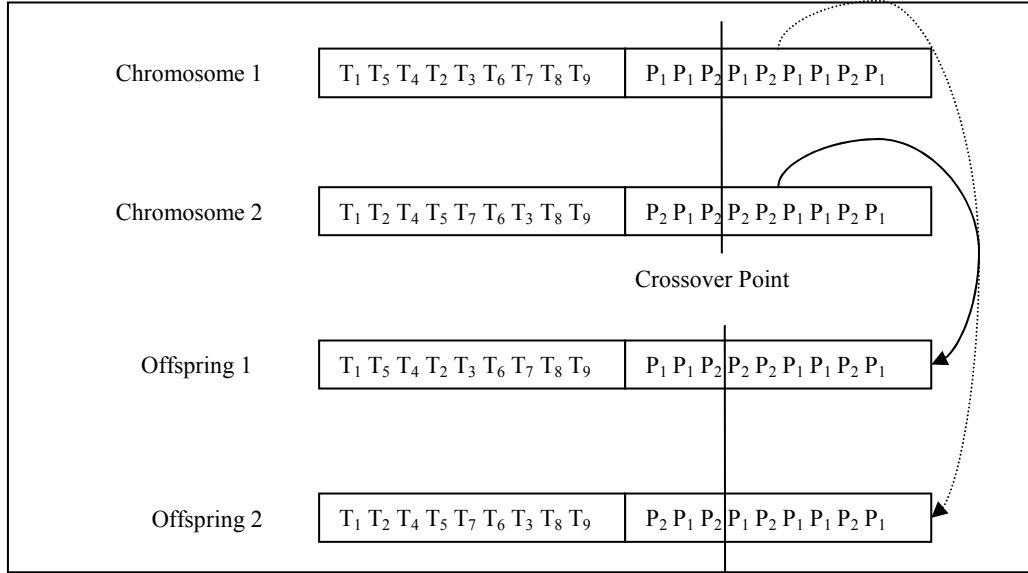 Chromosome 1 T₁ T₅ T₄ T₂ T₃ T₆ T₇ T₈ T₉ P₁ P₁ P₂ P₁ P₂ P₁ P₁ P₂ P₁
Chromosome 2 T₁ T₂ T₄ T₅ T₇ T₆ T₃ T₈ T₉ P₂ P₁ P₂ P₂ P₂ P₁ P₁ P₂ P₁
Crossover Point
Offspring 1 T₁ T₅ T₄ T₂ T₃ T₆ T₇ T₈ T₉ P₁ P₁ P₂ P₂ P₂ P₁ P₁ P₂ P₁
Offspring 2 T₁ T₂ T₄ T₅ T₇ T₆ T₃ T₈ T₉ P₂ P₁ P₂ P₁ P₂ P₁ P₁ P₂ P₁